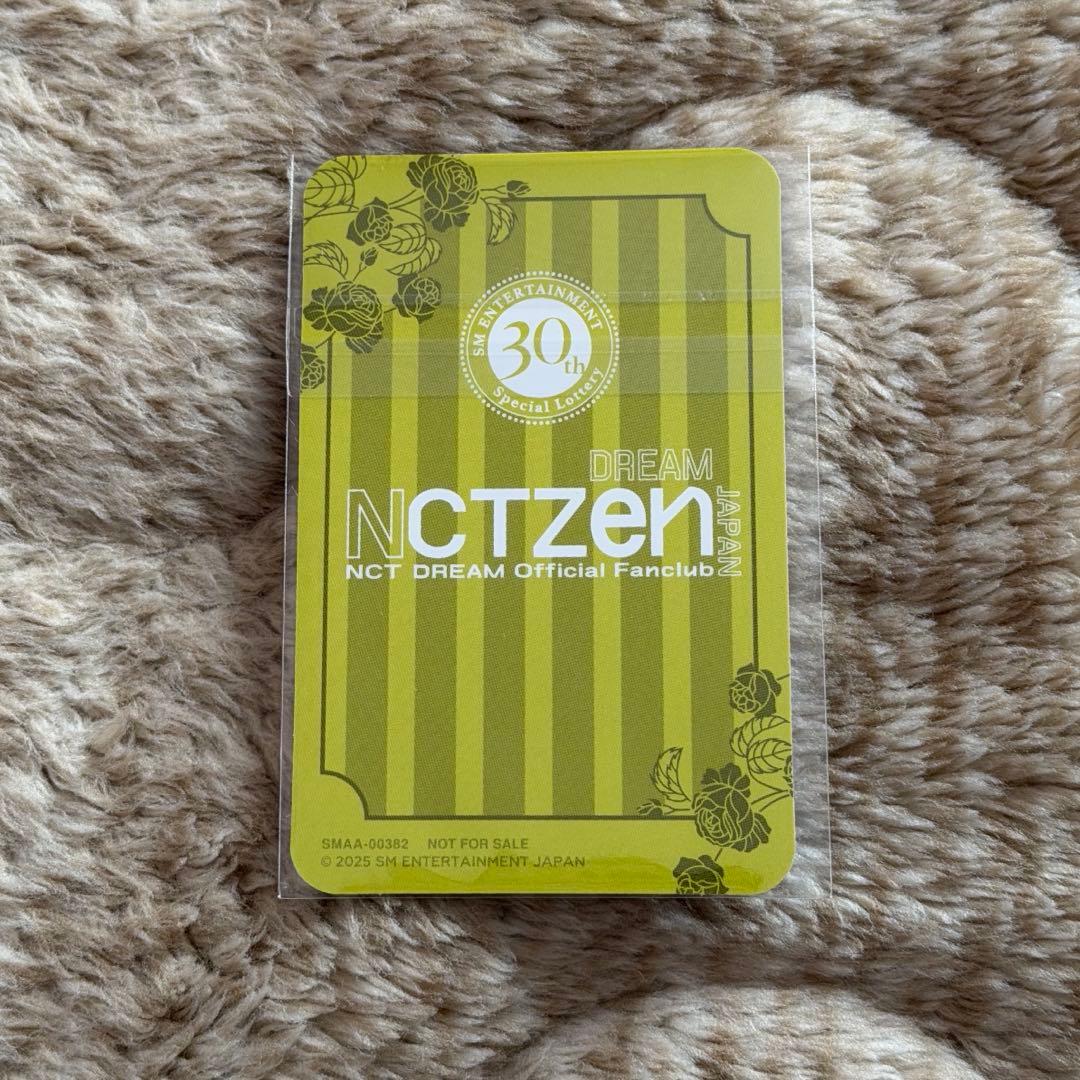 SM ENTERTAINMENT
30th
Special Lottery
DREAM
NCTzen
JAPAN
NCT DREAM Official Fanclub
SMAA-00382 NOT FOR SALE
© 2025 SM ENTERTAINMENT JAPAN